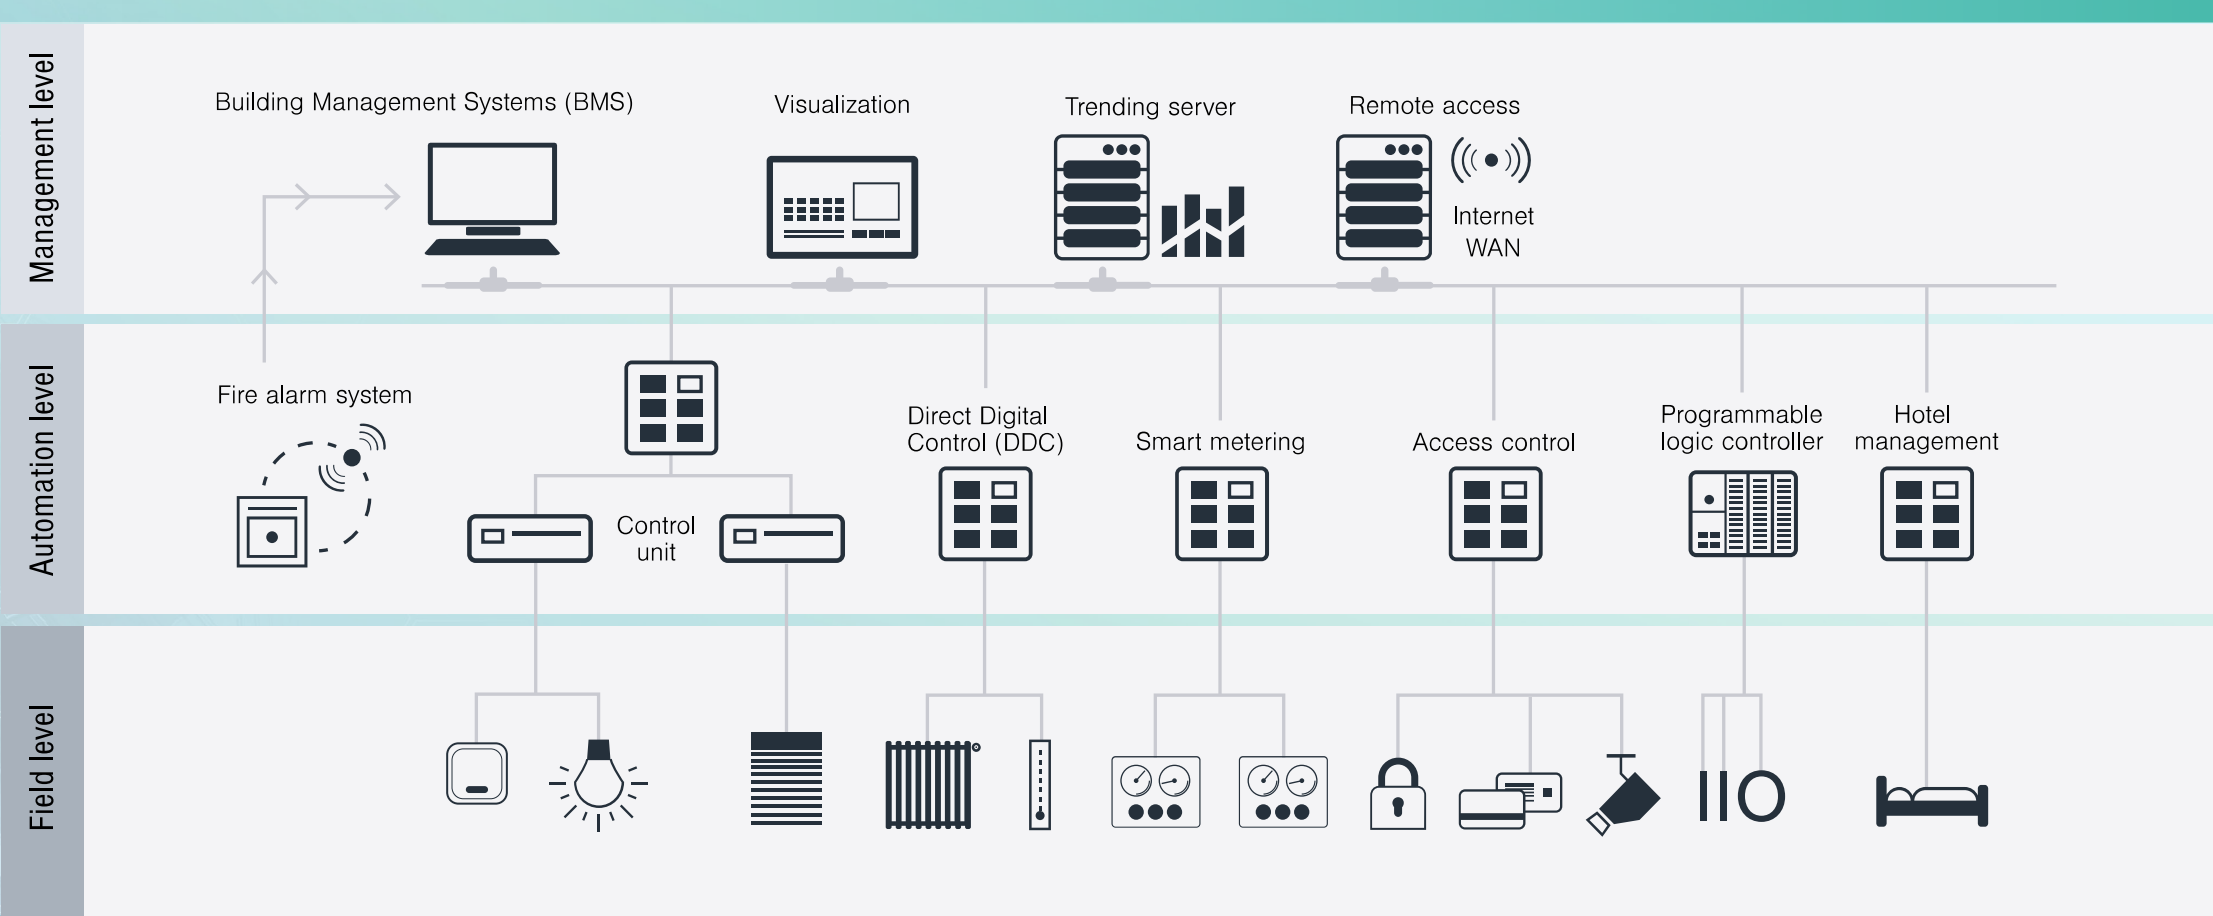 Management level
Building Management Systems (BMS)
Visualization
Trending server
Remote access
Internet
WAN
Automation level
Fire alarm system
Control
unit
Direct Digital
Control (DDC)
Smart metering
Access control
Programmable
logic controller
Hotel
management
Field level